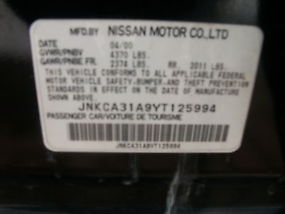 MFD.BY NISSAN MOTOR CO.,LTD
04/00
GVWR/PNBV 4370 LBS.
GAWR/PNBE FR. 2374 LBS. RR. 2011 LBS.
THIS VEHICLE CONFORMS TO ALL APPLICABLE FEDERAL
MOTOR VEHICLE SAFETY, BUMPER, AND THEFT PREVENTION
STANDARDS IN EFFECT ON THE DATE OF MANUFACTURE
SHOWN ABOVE.
JNKCA31A9YT125994
PASSENGER CAR/VOITURE DE TOURISME
JNKCA31A9YT125994